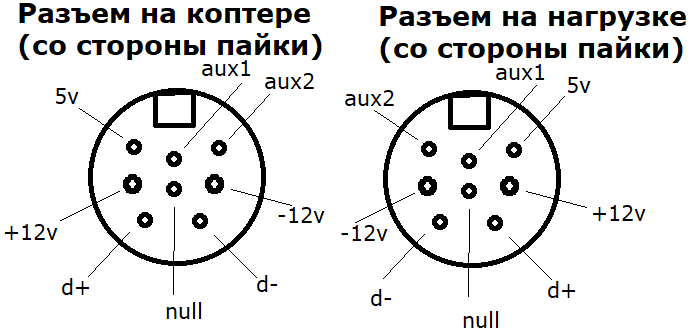 Разъем на коптере
(со стороны пайки)
aux1
aux2
5v
+12v
-12v
d+
d-
null
Разъем на нагрузке
(со стороны пайки)
aux1
5v
aux2
-12v
+12v
d-
d+
null